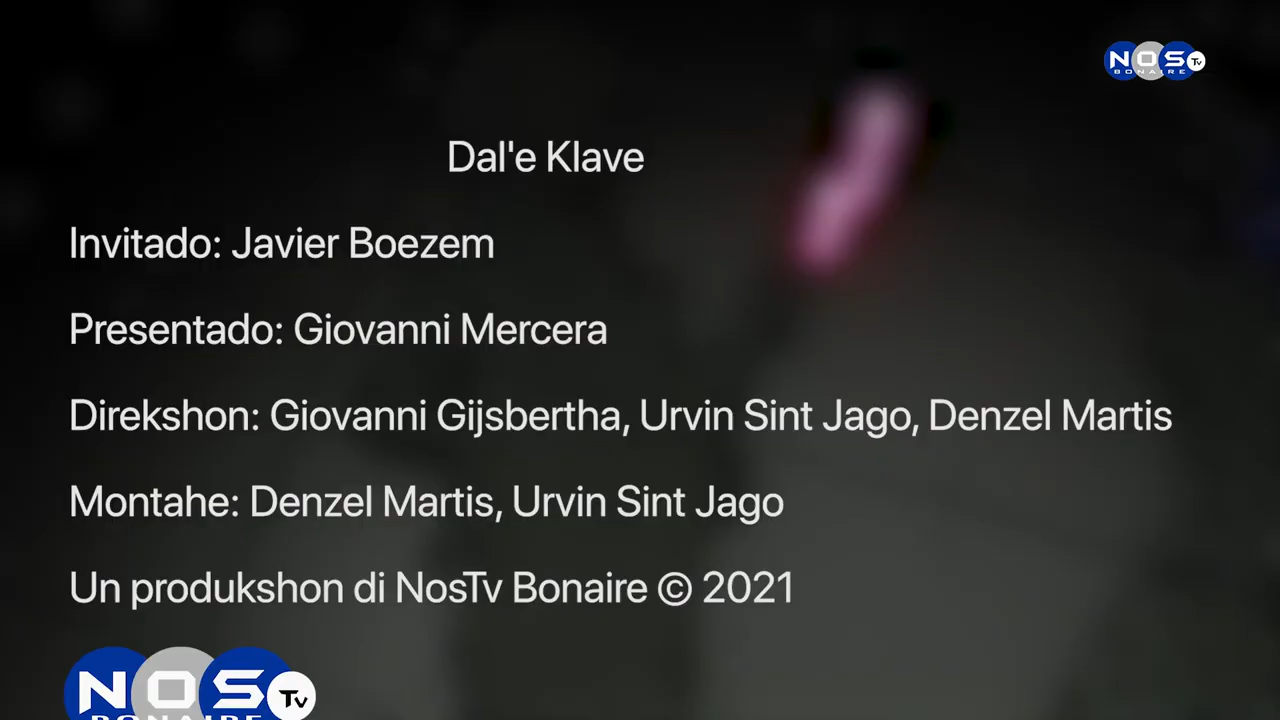 NOS Tv
BONAIRE
Dal'e Klave
Invitado: Javier Boezem
Presentado: Giovanni Mercera
Direkshon: Giovanni Gijsbertha, Urvin Sint Jago, Denzel Martis
Montahe: Denzel Martis, Urvin Sint Jago
Un produkshon di NosTv Bonaire © 2021
NOS Tv
BONAIRE